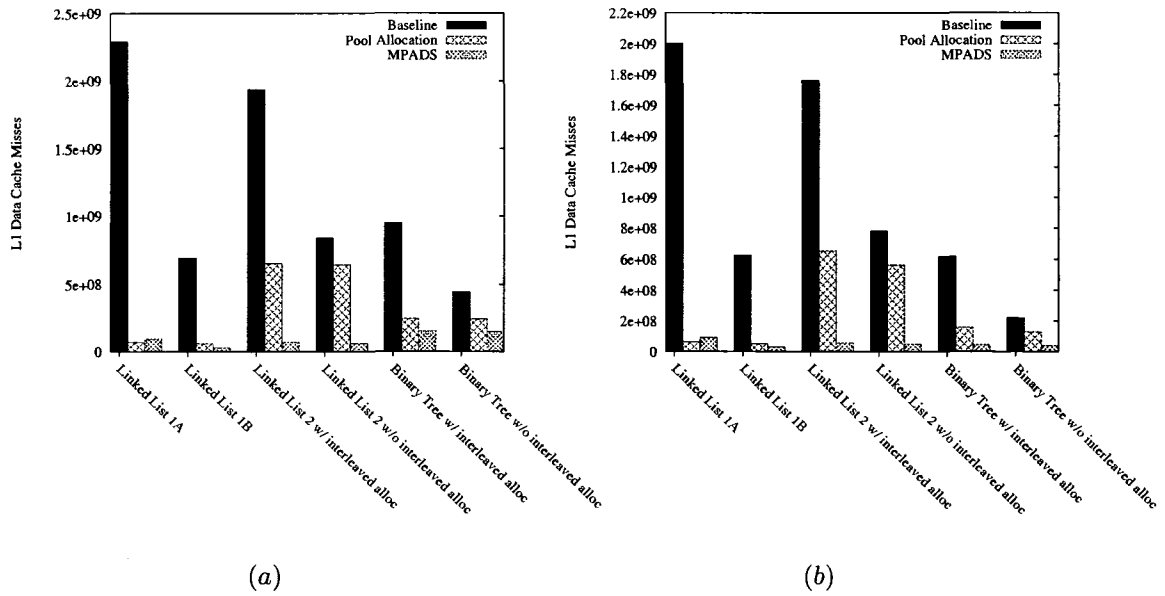 2.5e+09
2e+09
1.5e+09
1e+09
5e+08
0
L1 Data Cache Misses
Baseline
Pool Allocation
MPADS
Linked List 1A
Linked List 1B
Linked List 2 w/ interleaved alloc
Linked List 2 w/o interleaved alloc
Binary Tree w/ interleaved alloc
Binary Tree w/o interleaved alloc
(a)
2.2e+09
2e+09
1.8e+09
1.6e+09
1.4e+09
1.2e+09
1e+09
8e+08
6e+08
4e+08
2e+08
0
L1 Data Cache Misses
Baseline
Pool Allocation
MPADS
Linked List 1A
Linked List 1B
Linked List 2 w/ interleaved alloc
Linked List 2 w/o interleaved alloc
Binary Tree w/ interleaved alloc
Binary Tree w/o interleaved alloc
(b)